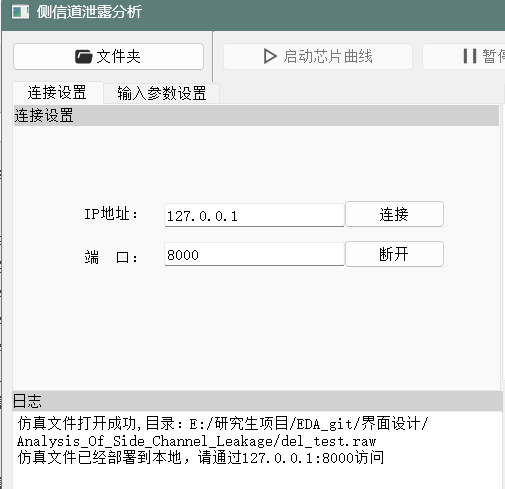 侧信道泄露分析
文件夹
启动芯片曲线
暂停
连接设置
输入参数设置
连接设置
IP地址：
127.0.0.1
连接
端　口：
8000
断开
日志
仿真文件打开成功,目录：E:/研究生项目/EDA_git/界面设计/
Analysis_Of_Side_Channel_Leakage/del_test.raw
仿真文件已经部署到本地，请通过127.0.0.1:8000访问